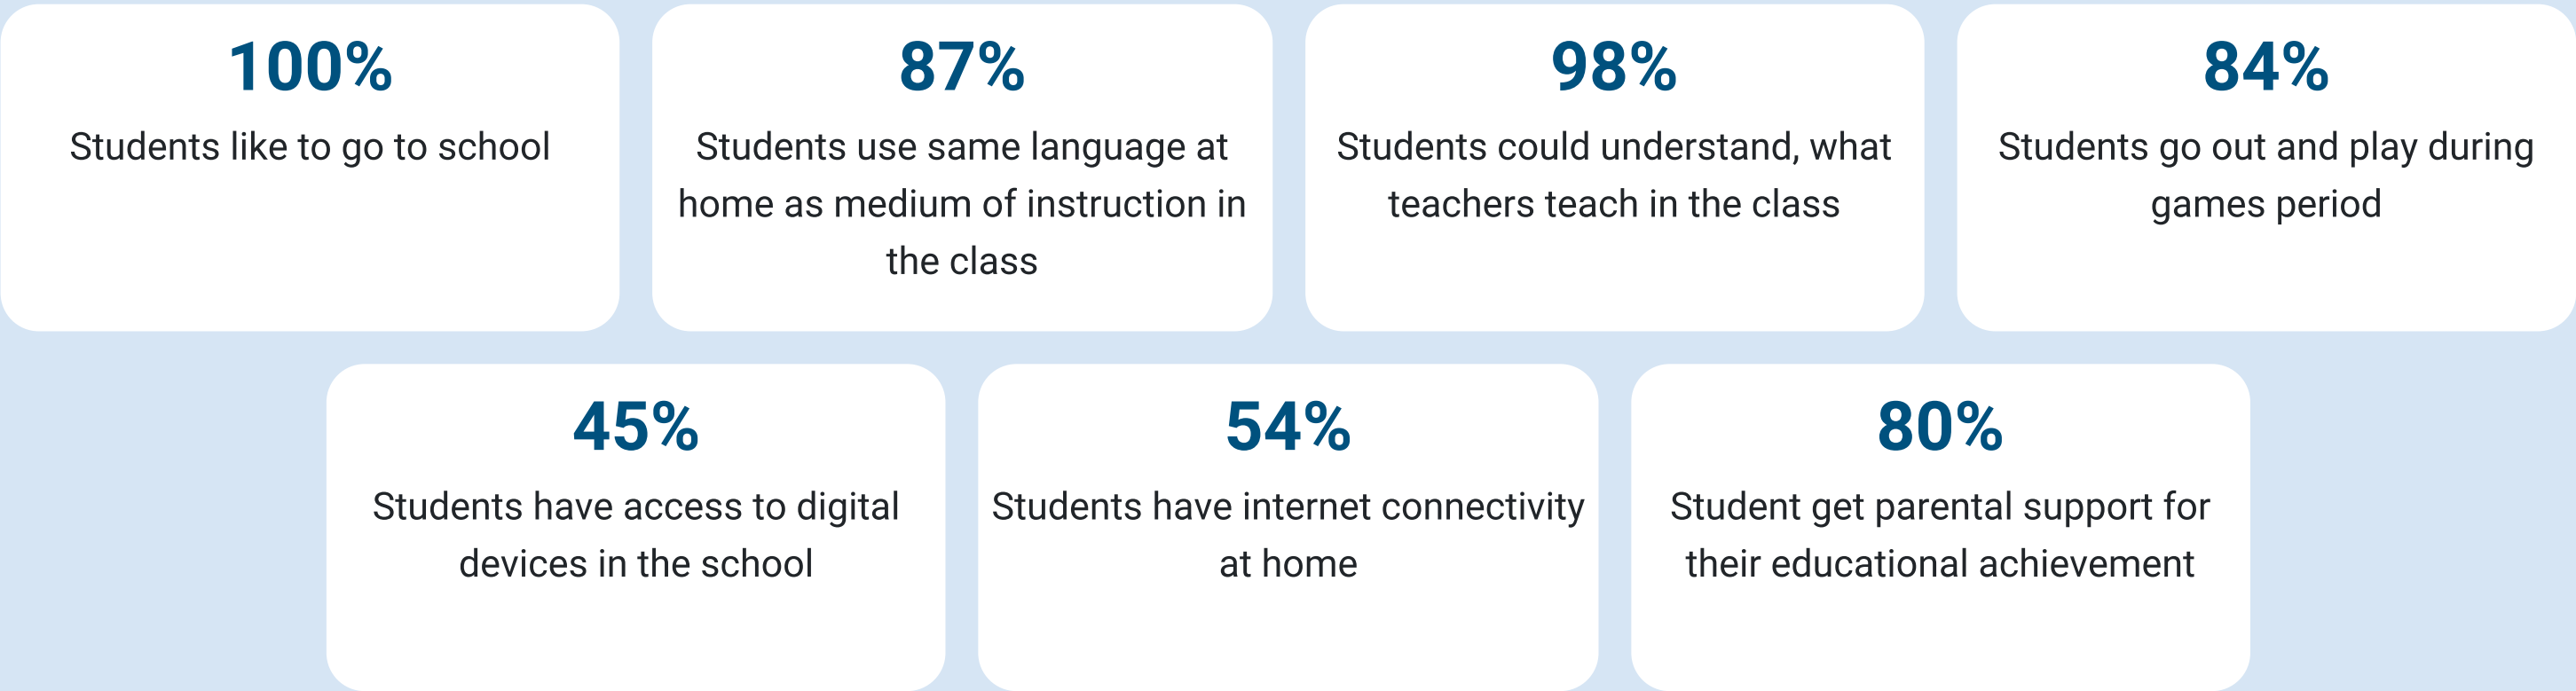 100%
Students like to go to school
87%
Students use same language at
home as medium of instruction in
the class
98%
Students could understand, what
teachers teach in the class
84%
Students go out and play during
games period
45%
Students have access to digital
devices in the school
54%
Students have internet connectivity
at home
80%
Student get parental support for
their educational achievement